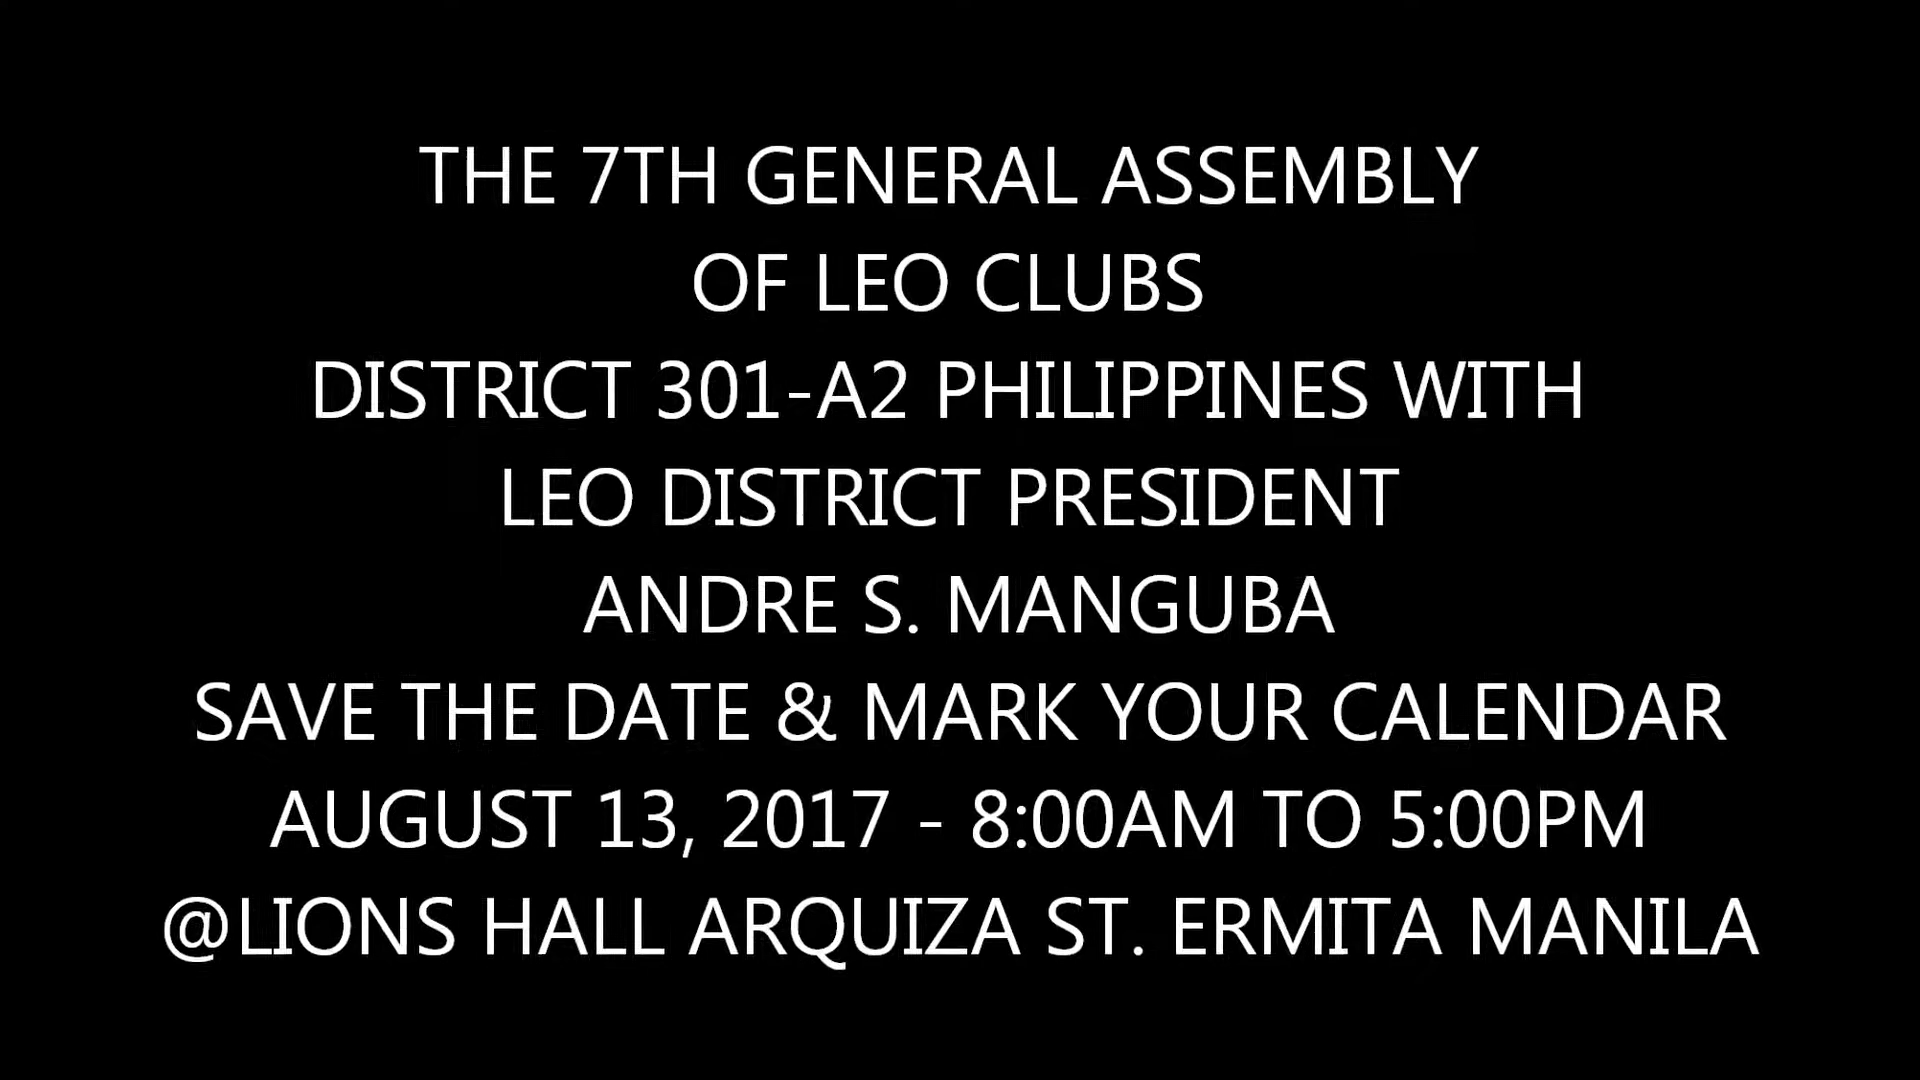 THE 7TH GENERAL ASSEMBLY
OF LEO CLUBS
DISTRICT 301-A2 PHILIPPINES WITH
LEO DISTRICT PRESIDENT
ANDRE S. MANGUBA
SAVE THE DATE & MARK YOUR CALENDAR
AUGUST 13, 2017 - 8:00AM TO 5:00PM
@LIONS HALL ARQUIZA ST. ERMITA MANILA